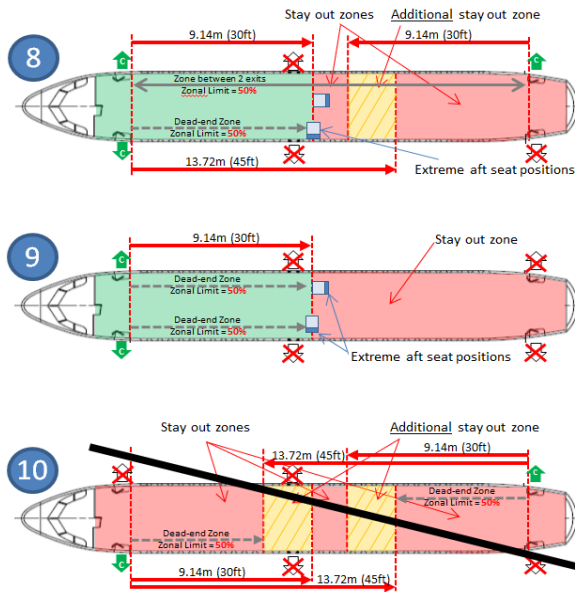 9.14m (30ft)
Stay out zones
Additional stay out zone
9.14m (30ft)
8
C
C
Zone between 2 exits
Zonal Limit = 50%
Dead-end Zone
Zonal Limit = 50%
C
13.72m (45ft)
Extreme aft seat positions
9
9.14m (30ft)
Stay out zone
C
Dead-end Zone
Zonal Limit = 50%
Dead-end Zone
Zonal Limit = 50%
C
Extreme aft seat positions
10
Stay out zones
Additional stay out zone
13.72m (45ft)
9.14m (30ft)
C
Dead-end Zone
Zonal Limit = 50%
Dead-end Zone
Zonal Limit = 50%
C
9.14m (30ft)
13.72m (45ft)